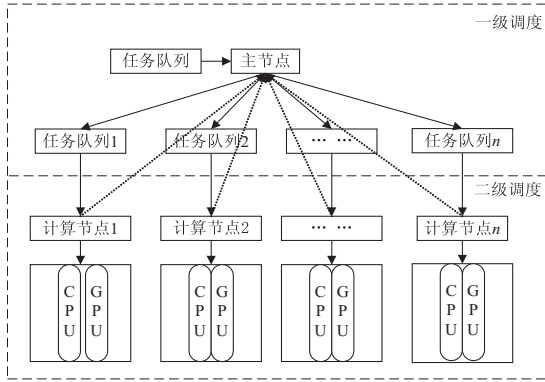 一级调度
任务队列 主节点
任务队列1 任务队列2 … … 任务队列n
二级调度
计算节点1 计算节点2 … … 计算节点n
CPU GPU CPU GPU CPU GPU CPU GPU